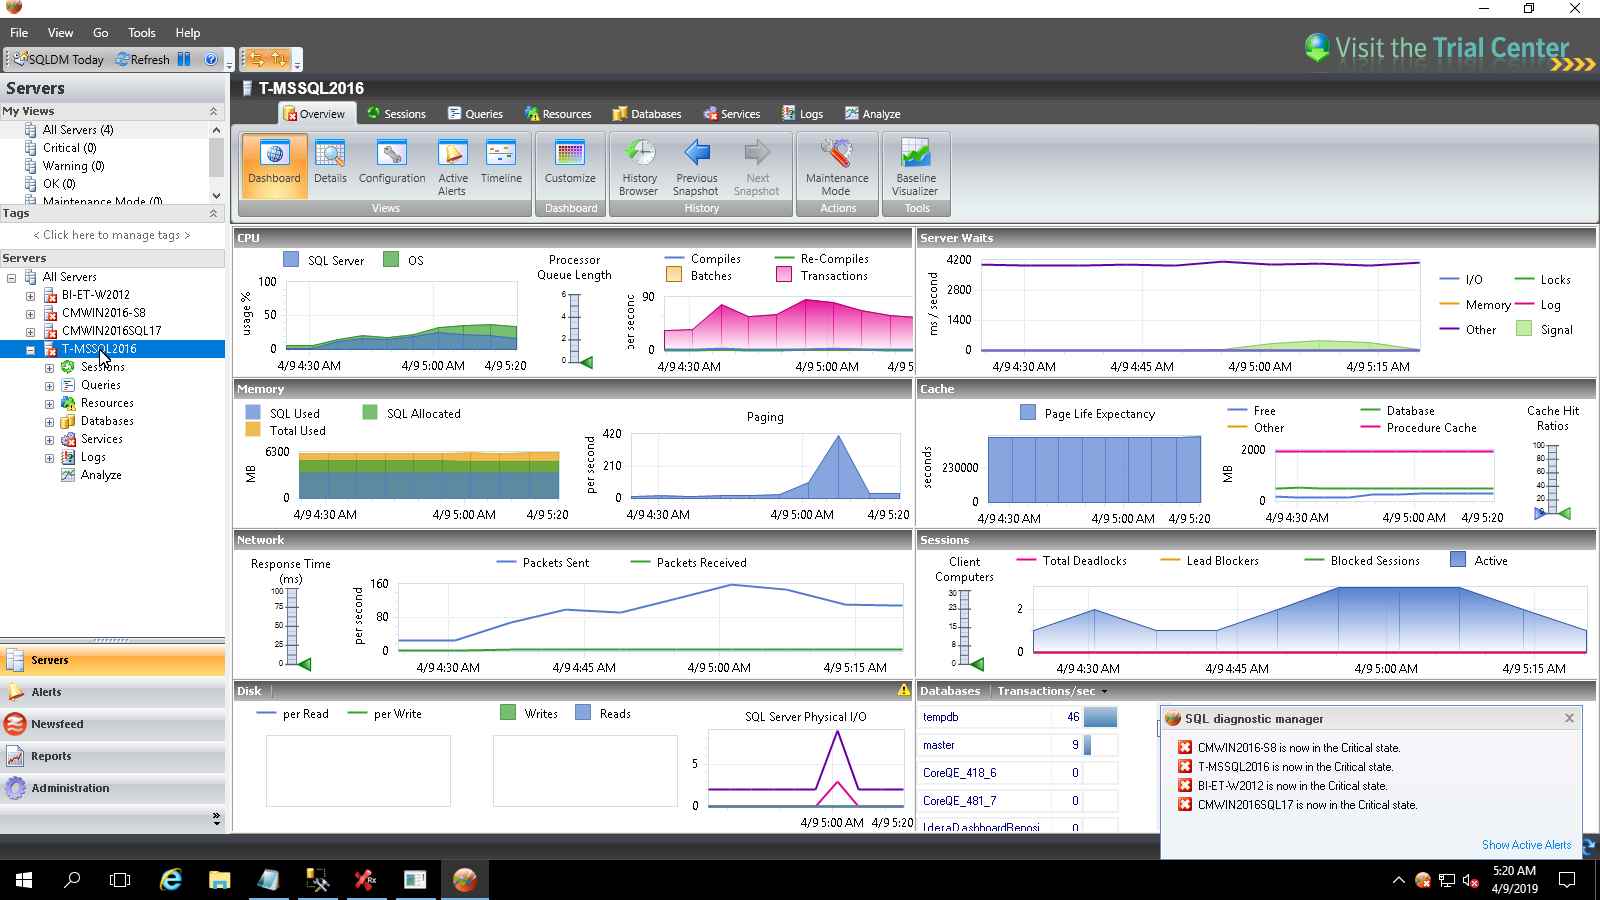 File View Go Tools Help
SQLDM Today Refresh
Visit the Trial Center
Servers
My Views
All Servers (4)
Critical (0)
Warning (0)
OK (0)
Maintenance Mode (0)
Tags
< Click here to manage tags >
Servers
All Servers
BI-ET-W2012
CMWIN2016-S8
CMWIN2016SQL17
T-MSSQL2016
Sessions
Queries
Resources
Databases
Services
Logs
Analyze
Servers
Alerts
Newsfeed
Reports
Administration
T-MSSQL2016
Overview Sessions Queries Resources Databases Services Logs Analyze
Dashboard Details Configuration Active Alerts Timeline Customize History Browser Previous Snapshot Next Snapshot Maintenance Mode Baseline Visualizer
Views Dashboard History Actions Tools
CPU
SQL Server OS
usage %
100
50
0
4/9 4:30 AM 4/9 5:00 AM 4/9 5:20
Processor Queue Length
6
4
2
0
Compiles Re-Compiles
Batches Transactions
per second
90
0
4/9 4:30 AM 4/9 5:00 AM 4/9 5
Server Waits
ms / second
4200
2800
1400
0
4/9 4:30 AM 4/9 4:45 AM 4/9 5:00 AM 4/9 5:15 AM
I/O Locks
Memory Log
Other Signal
Memory
SQL Used SQL Allocated
Total Used
MB
6300
0
4/9 4:30 AM 4/9 5:00 AM 4/9 5:20
Paging
per second
420
210
0
4/9 4:30 AM 4/9 5:00 AM 4/9 5:20
Cache
Page Life Expectancy
seconds
230000
0
4/9 4:30 AM 4/9 5:00 AM 4/9 5:20
Free Database
Other Procedure Cache
MB
2000
0
4/9 4:30 AM 4/9 5:00 AM 4/9 5:20
Cache Hit Ratios
100
80
60
40
20
Network
Response Time (ms)
100
75
50
25
0
Packets Sent Packets Received
per second
160
80
0
4/9 4:30 AM 4/9 4:45 AM 4/9 5:00 AM 4/9 5:15 AM
Sessions
Client Computers
30
23
15
8
0
Total Deadlocks Lead Blockers Blocked Sessions Active
2
0
4/9 4:30 AM 4/9 4:45 AM 4/9 5:00 AM 4/9 5:15 AM
Disk
per Read per Write
Writes Reads
SQL Server Physical I/O
5
0
4/9 5:00 AM 4/9 5:20
Databases Transactions/sec
tempdb 46
master 9
CoreQE_418_6 0
CoreQE_481_7 0
IderaDashboardReposi 0
SQL diagnostic manager
CMWIN2016-S8 is now in the Critical state.
T-MSSQL2016 is now in the Critical state.
BI-ET-W2012 is now in the Critical state.
CMWIN2016SQL17 is now in the Critical state.
Show Active Alerts
5:20 AM
4/9/2019